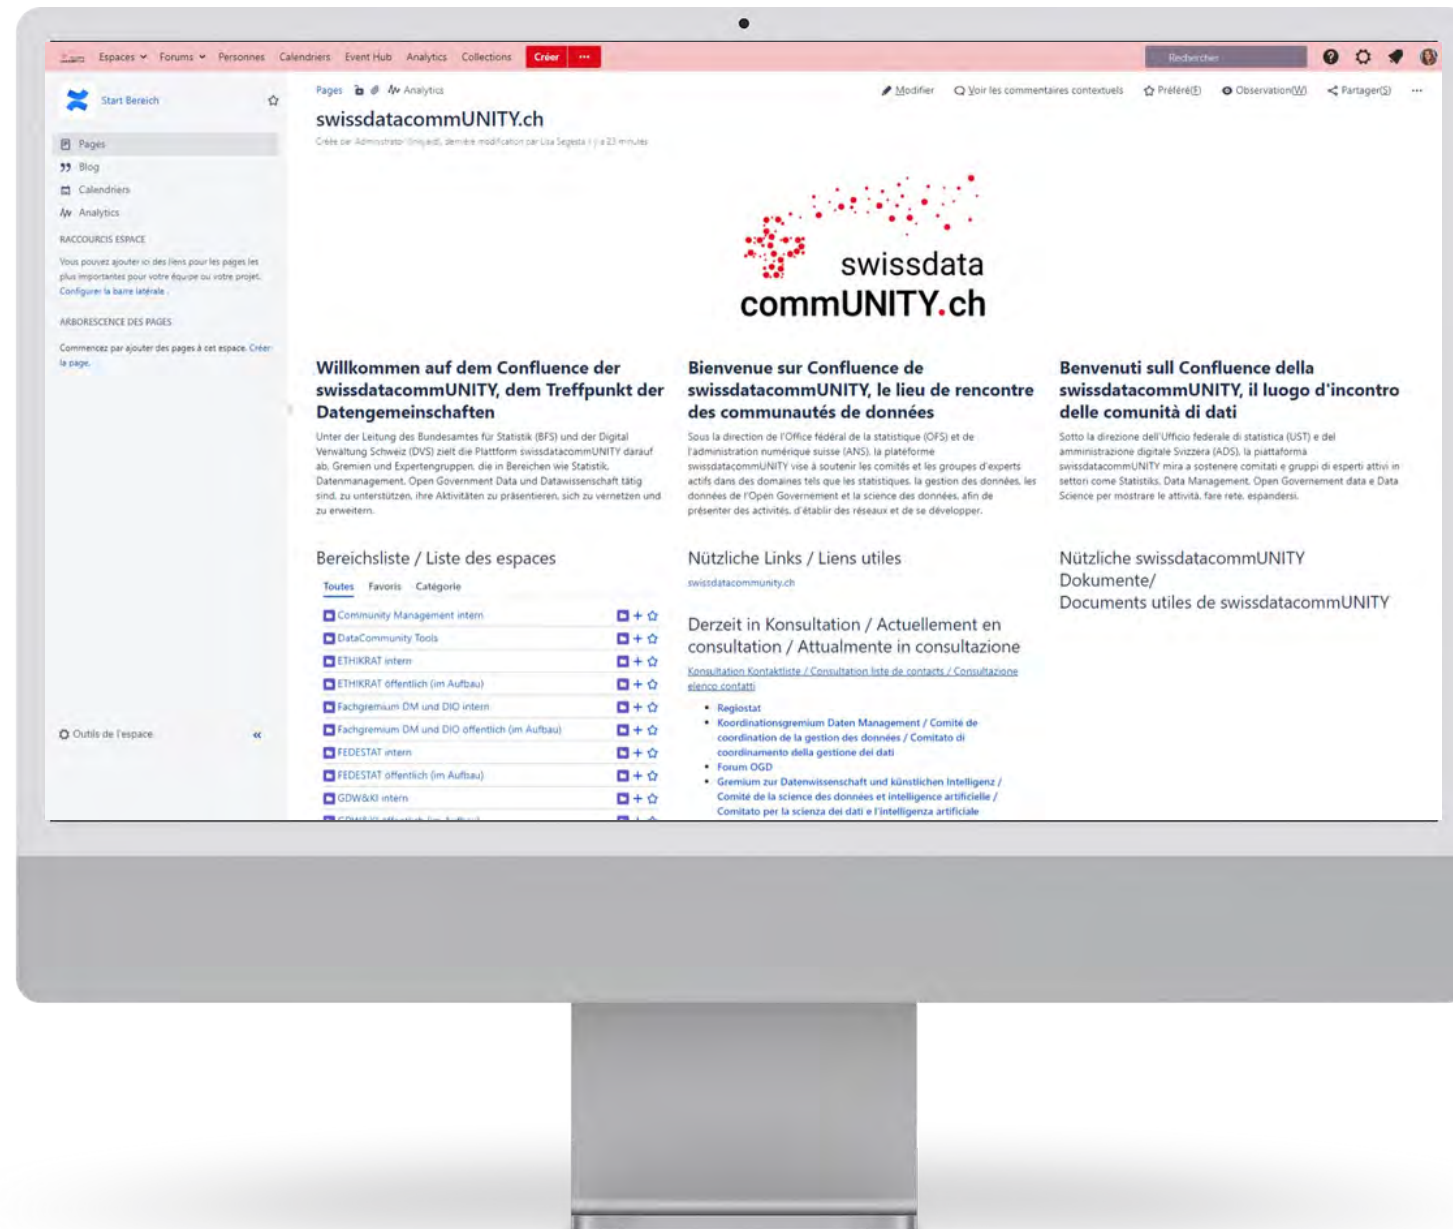 Espaces Forums Personnes Calendriers Event Hub Analytics Collections Créer ••• Rechercher
Start Bereich
Pages
Blog
Calendriers
Analytics
RACCOURCIS ESPACE
Vous pouvez ajouter ici des liens pour les pages les
plus importantes pour votre équipe ou votre projet.
Configurer la barre latérale.
ARBORESCENCE DES PAGES
Commencez par ajouter des pages à cet espace. Créer
la page.
Outils de l'espace
Pages Analytics
Modifier Voir les commentaires contextuels Préféré(F) Observation(W) Partager(S) •••
swissdatacommUNITY.ch
Créée par Administrator dernière modification par Lisa Segesta il y a 23 minutes
swissdata
commUNITY.ch
Willkommen auf dem Confluence der
swissdatacommUNITY, dem Treffpunkt der
Datengemeinschaften
Unter der Leitung des Bundesamtes für Statistik (BFS) und der Digital
Verwaltung Schweiz (DVS) zielt die Plattform swissdatacommUNITY darauf
ab, Gremien und Expertengruppen, die in Bereichen wie Statistik,
Datenmanagement, Open Government Data und Datawissenschaft tätig
sind, zu unterstützen, ihre Aktivitäten zu präsentieren, sich zu vernetzen und
zu erweitern.
Bienvenue sur Confluence de
swissdatacommUNITY, le lieu de rencontre
des communautés de données
Sous la direction de l'Office fédéral de la statistique (OFS) et de
l'administration numérique suisse (ANS), la plateforme
swissdatacommUNITY vise à soutenir les comités et les groupes d'experts
actifs dans des domaines tels que les statistiques, la gestion des données, les
données de l'Open Governement et la science des données, afin de
présenter des activités, d'établir des réseaux et de se développer.
Benvenuti sull Confluence della
swissdatacommUNITY, il luogo d'incontro
delle comunità di dati
Sotto la direzione dell'Ufficio federale di statistica (UST) e del
amministrazione digitale Svizzera (ADS), la piattaforma
swissdatacommUNITY mira a sostenere comitati e gruppi di esperti attivi in
settori come Statistiks, Data Management, Open Governement data e Data
Science per mostrare le attività, fare rete, espandersi.
Bereichsliste / Liste des espaces
Toutes Favoris Catégorie
Community Management intern
DataCommunity Tools
ETHIKRAT intern
ETHIKRAT öffentlich (im Aufbau)
Fachgremium DM und DIO intern
Fachgremium DM und DIO öffentlich (im Aufbau)
FEDESTAT intern
FEDESTAT öffentlich (im Aufbau)
GDW&KI intern
GDW&KI öffentlich (im Aufbau)
Nützliche Links / Liens utiles
swissdatacommunity.ch
Derzeit in Konsultation / Actuellement en
consultation / Attualmente in consultazione
Konsultation Kontaktliste / Consultation liste de contacts / Consultazione
elenco contatti
• Regiostat
• Koordinationsgremium Daten Management / Comité de
coordination de la gestion des données / Comitato di
coordinamento della gestione dei dati
• Forum OGD
• Gremium zur Datenwissenschaft und künstlichen Intelligenz /
Comité de la science des données et intelligence artificielle /
Comitato per la scienza dei dati e l'intelligenza artificiale
Nützliche swissdatacommUNITY
Dokumente/
Documents utiles de swissdatacommUNITY